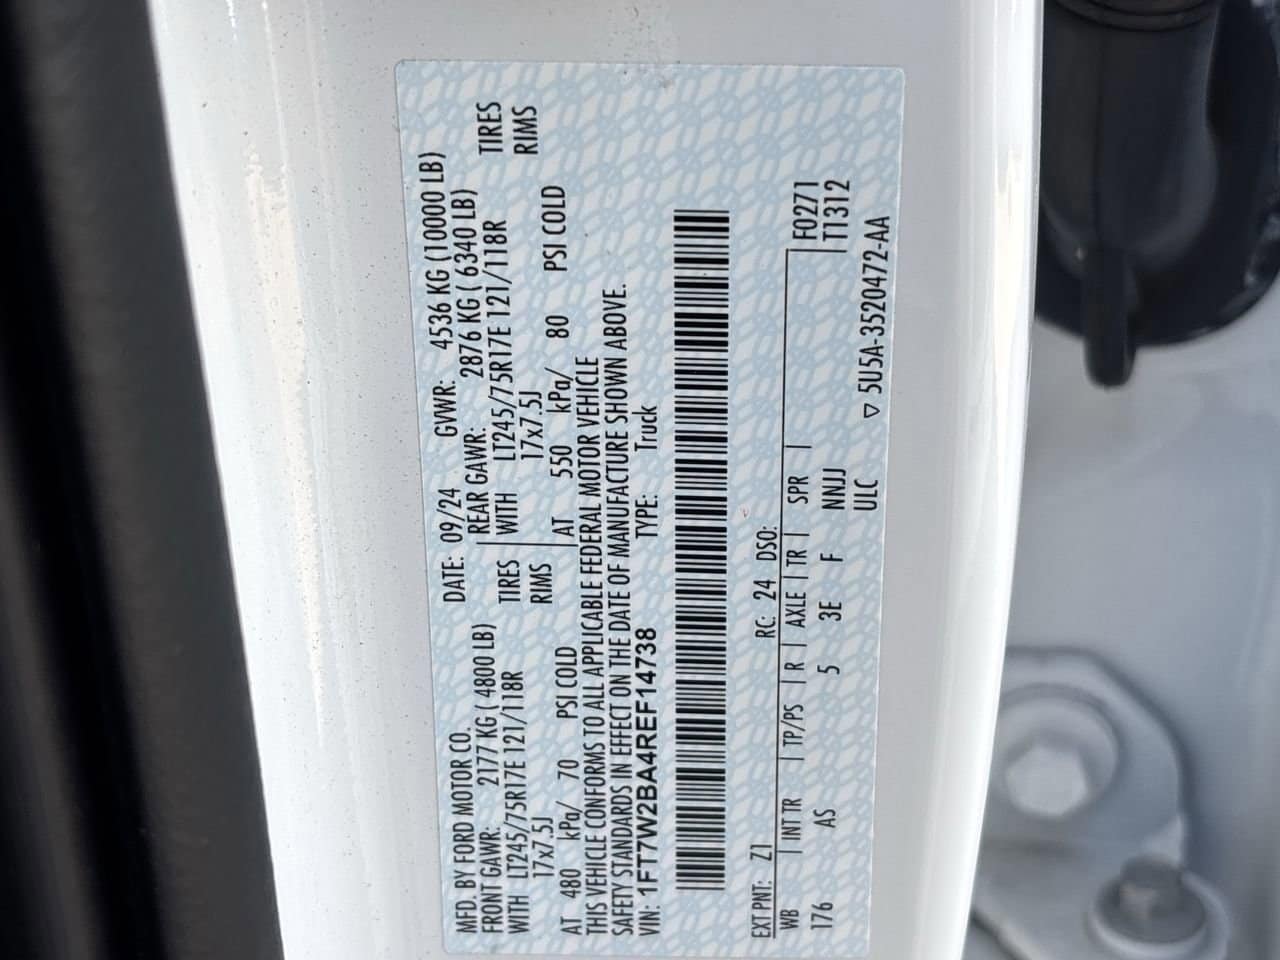 MFD. BY FORD MOTOR CO.
DATE: 09/24 GVWR: 4536 KG (10000 LB)
FRONT GAWR: 2177 KG ( 4800 LB) REAR GAWR: 2876 KG ( 6340 LB)
WITH LT245/75R17E 121/118R TIRES WITH LT245/75R17E 121/118R TIRES
17x7.5J RIMS 17x7.5J RIMS
AT 480 kPa/ 70 PSI COLD AT 550 kPa/ 80 PSI COLD
THIS VEHICLE CONFORMS TO ALL APPLICABLE FEDERAL MOTOR VEHICLE
SAFETY STANDARDS IN EFFECT ON THE DATE OF MANUFACTURE SHOWN ABOVE.
VIN: 1FT7W2BA4REF14738 TYPE: Truck
EXT PNT: Z1 RC: 24 DSO:
WB | INT TR | TP/PS | R | AXLE | TR | SPR | F0271
176 AS 5 3E F NNJJ T1312
ULC ▽ 5U5A-3520472-AA